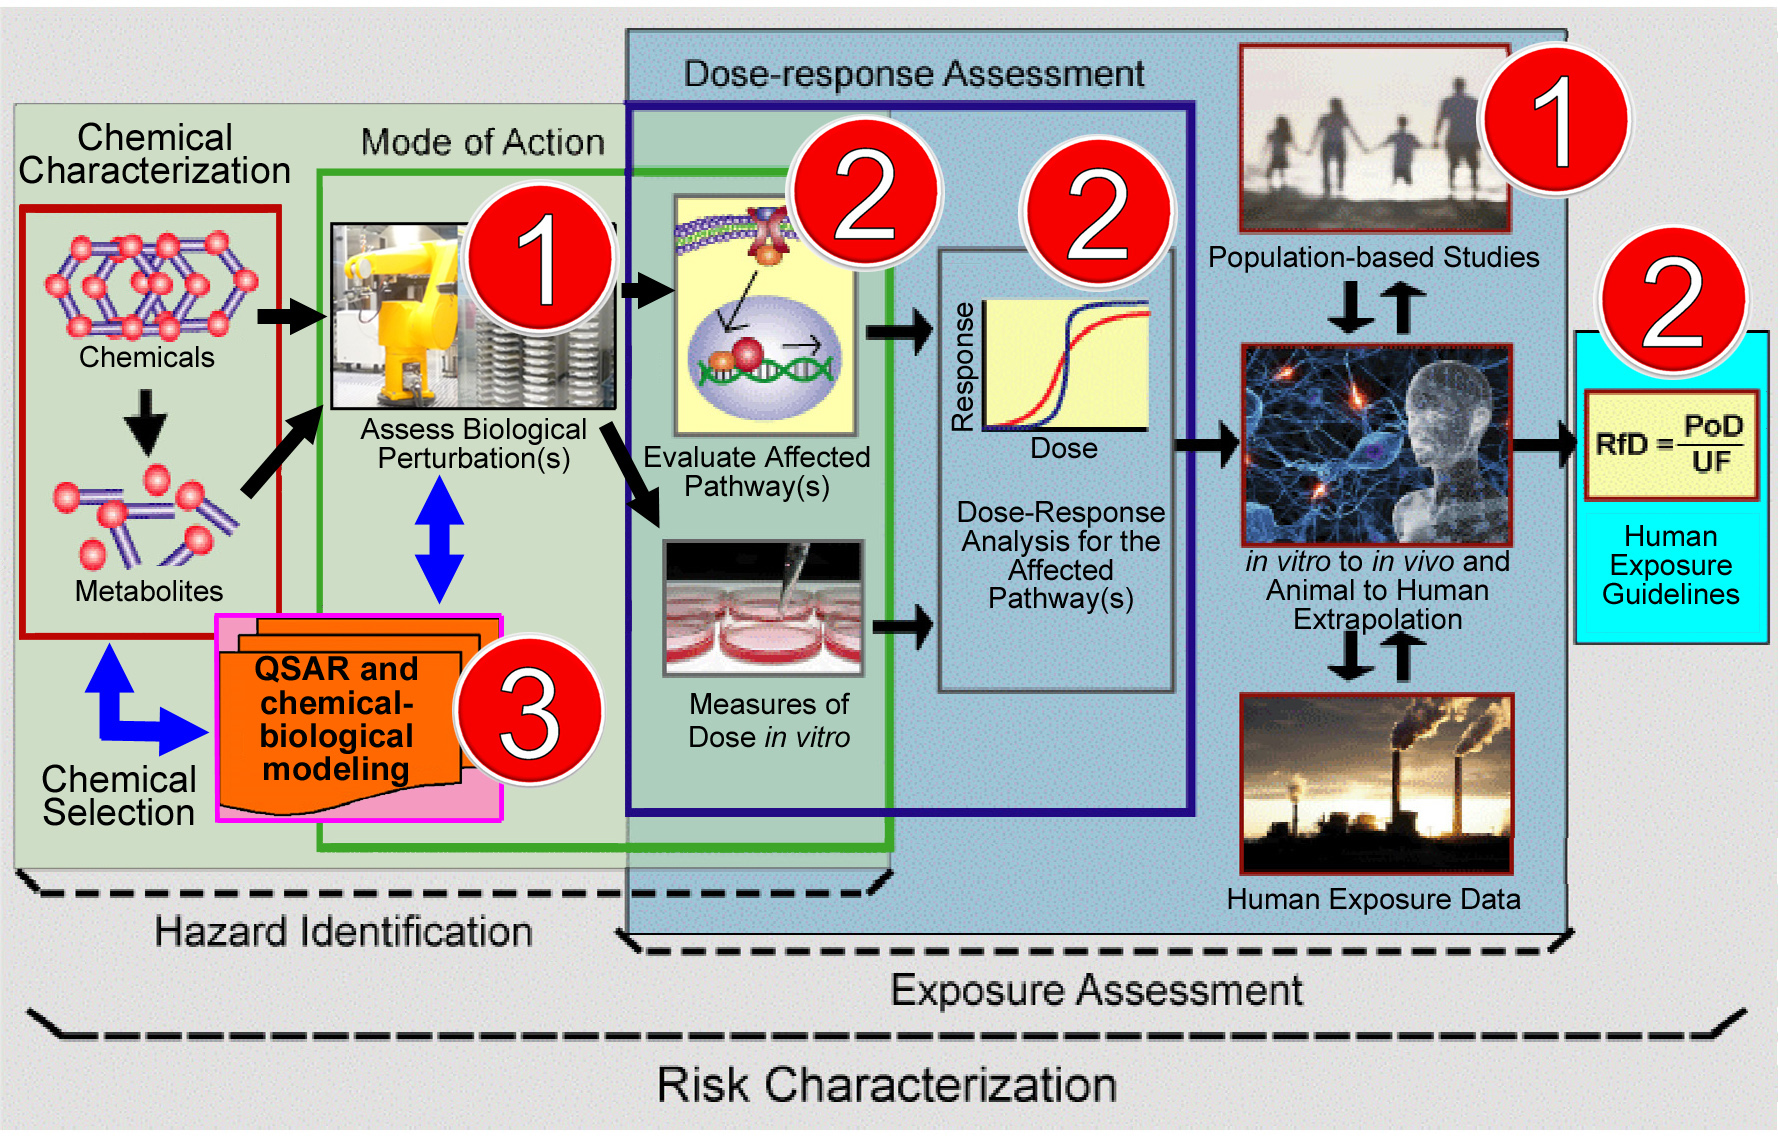 Dose-response Assessment
Chemical
Characterization
Mode of Action
1
2
2
1
2
3
Chemicals
Metabolites
Assess Biological
Perturbation(s)
Evaluate Affected
Pathway(s)
Measures of
Dose in vitro
Response
Dose
Dose-Response
Analysis for the
Affected
Pathway(s)
Population-based Studies
in vitro to in vivo and
Animal to Human
Extrapolation
Human Exposure Data
RfD = PoD
UF
Human
Exposure
Guidelines
QSAR and
chemical-
biological
modeling
Chemical
Selection
Hazard Identification
Exposure Assessment
Risk Characterization